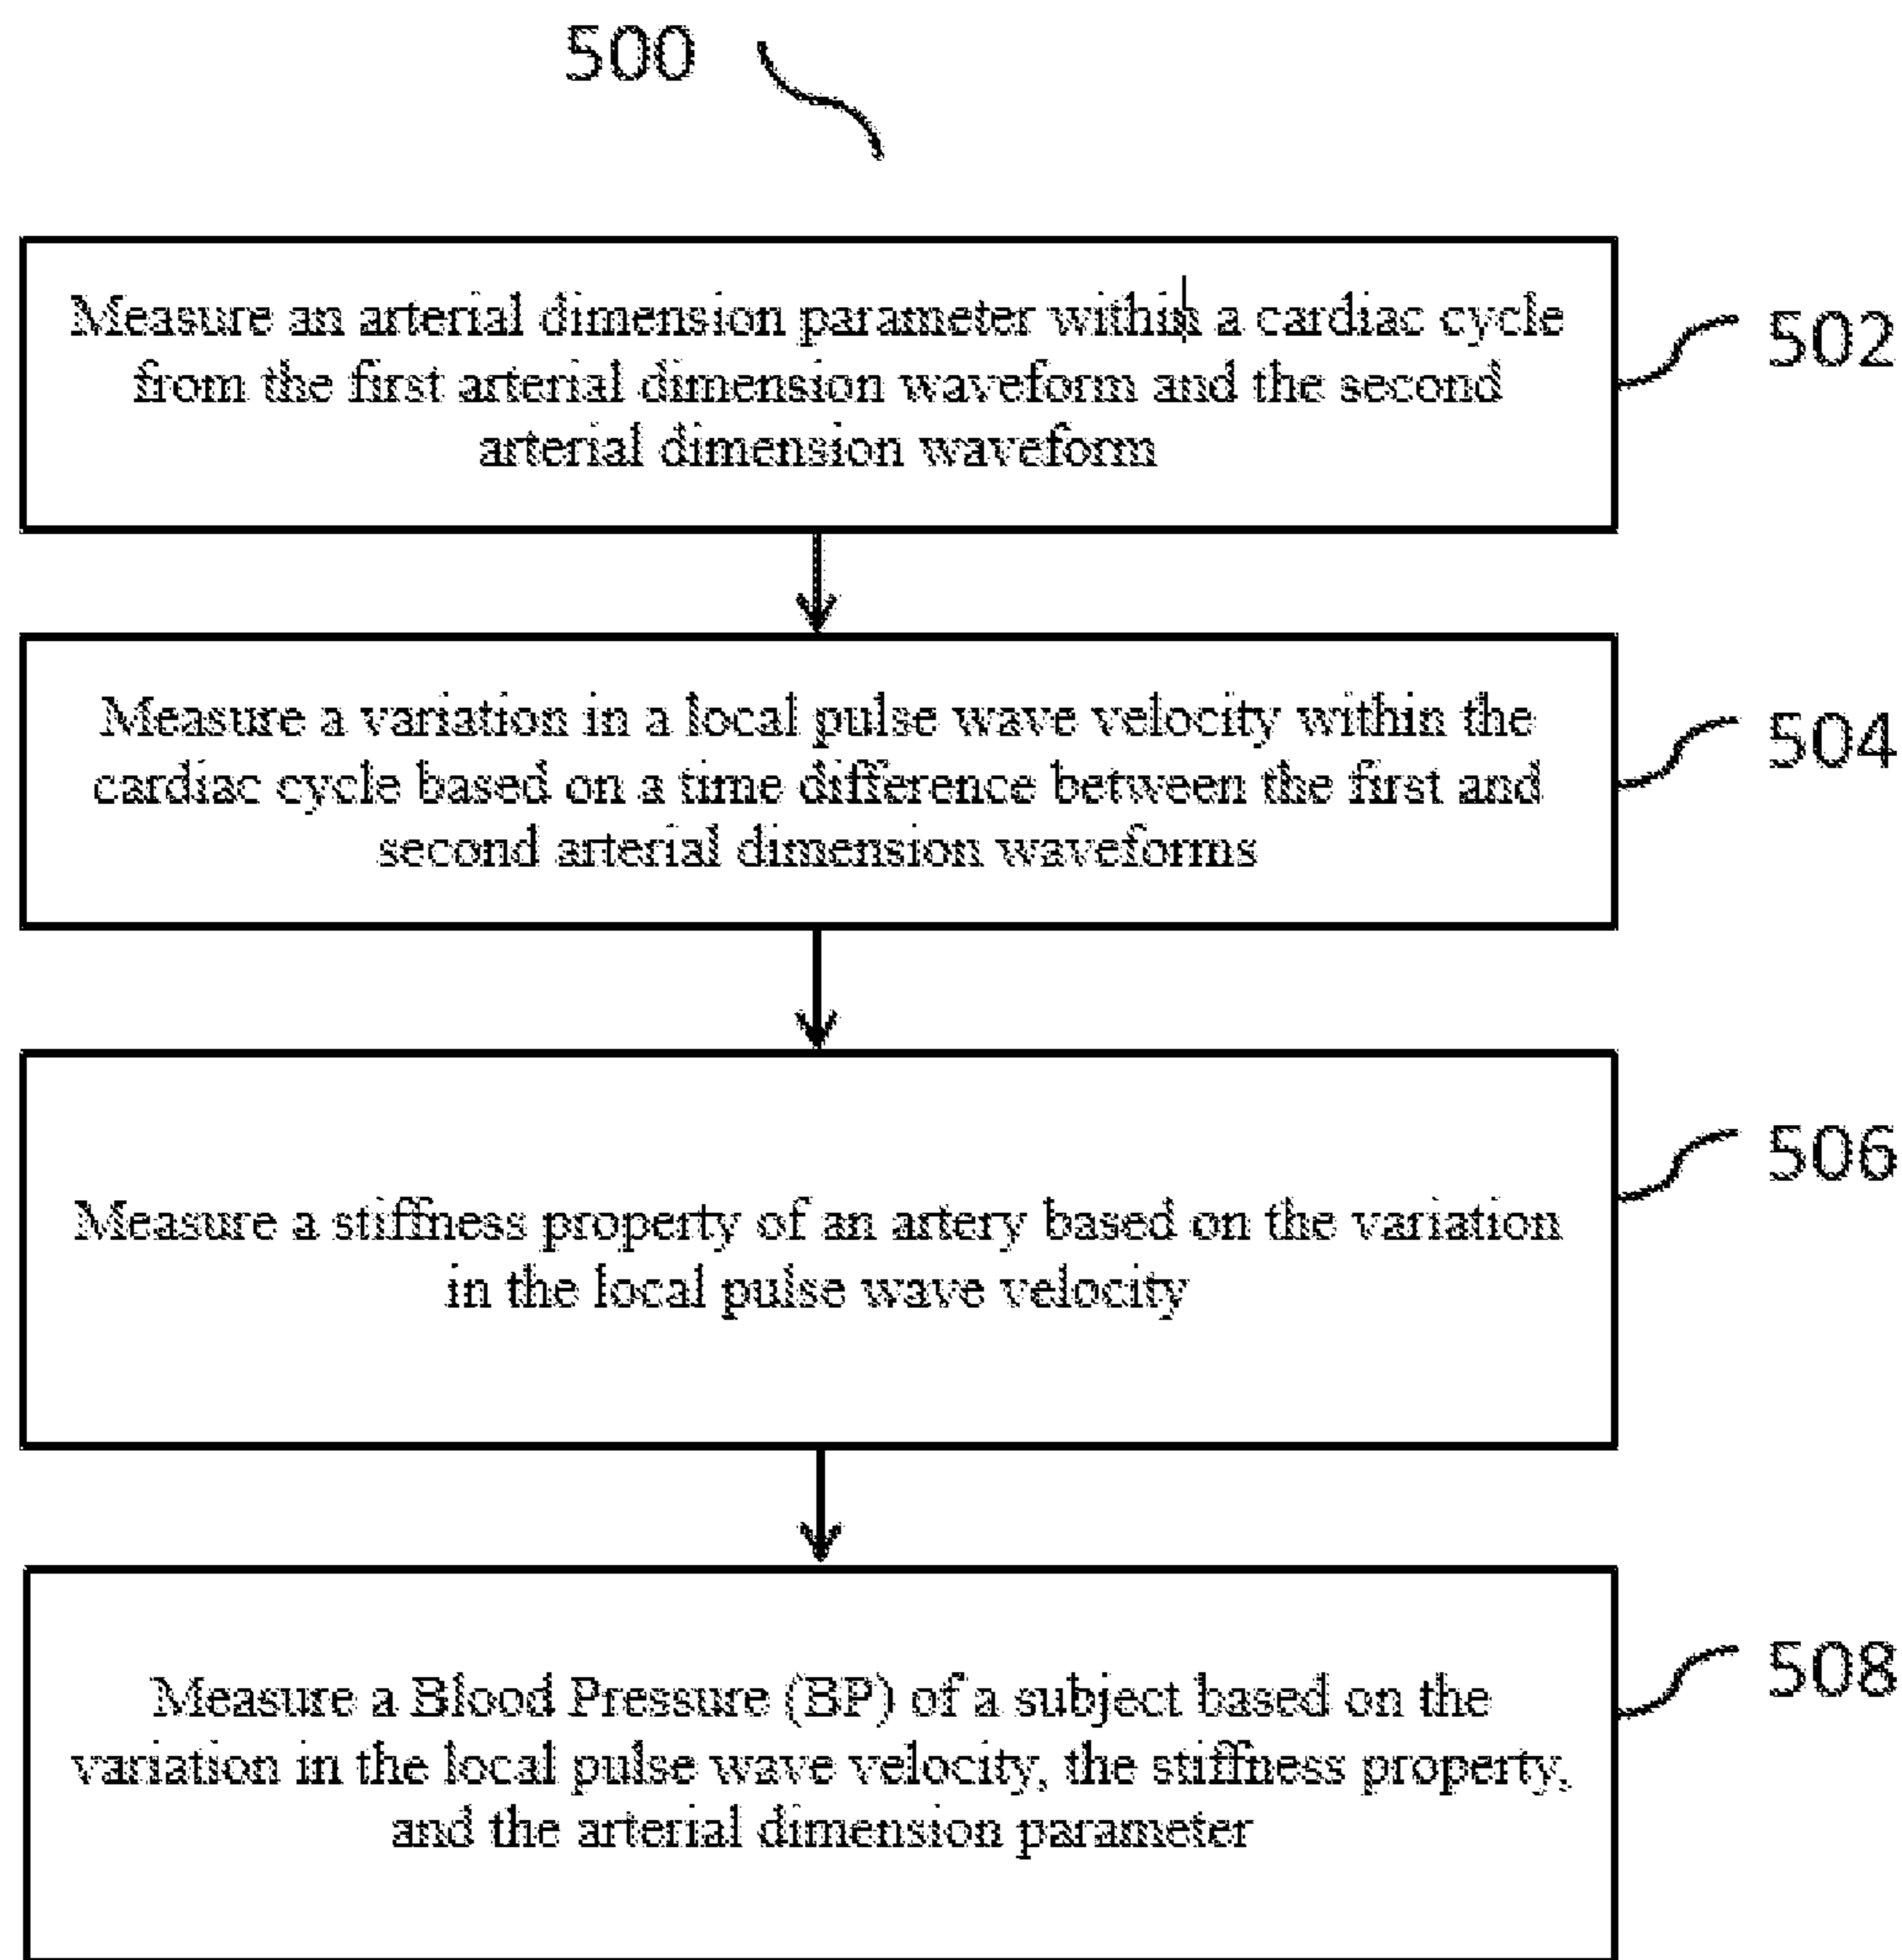 500
Measure an arterial dimension parameter within a cardiac cycle
from the first arterial dimension waveform and the second
arterial dimension waveform
502
Measure a variation in a local pulse wave velocity within the
cardiac cycle based on a time difference between the first and
second arterial dimension waveforms
504
Measure a stiffness property of an artery based on the variation
in the local pulse wave velocity
506
Measure a Blood Pressure (BP) of a subject based on the
variation in the local pulse wave velocity, the stiffness property,
and the arterial dimension parameter
508